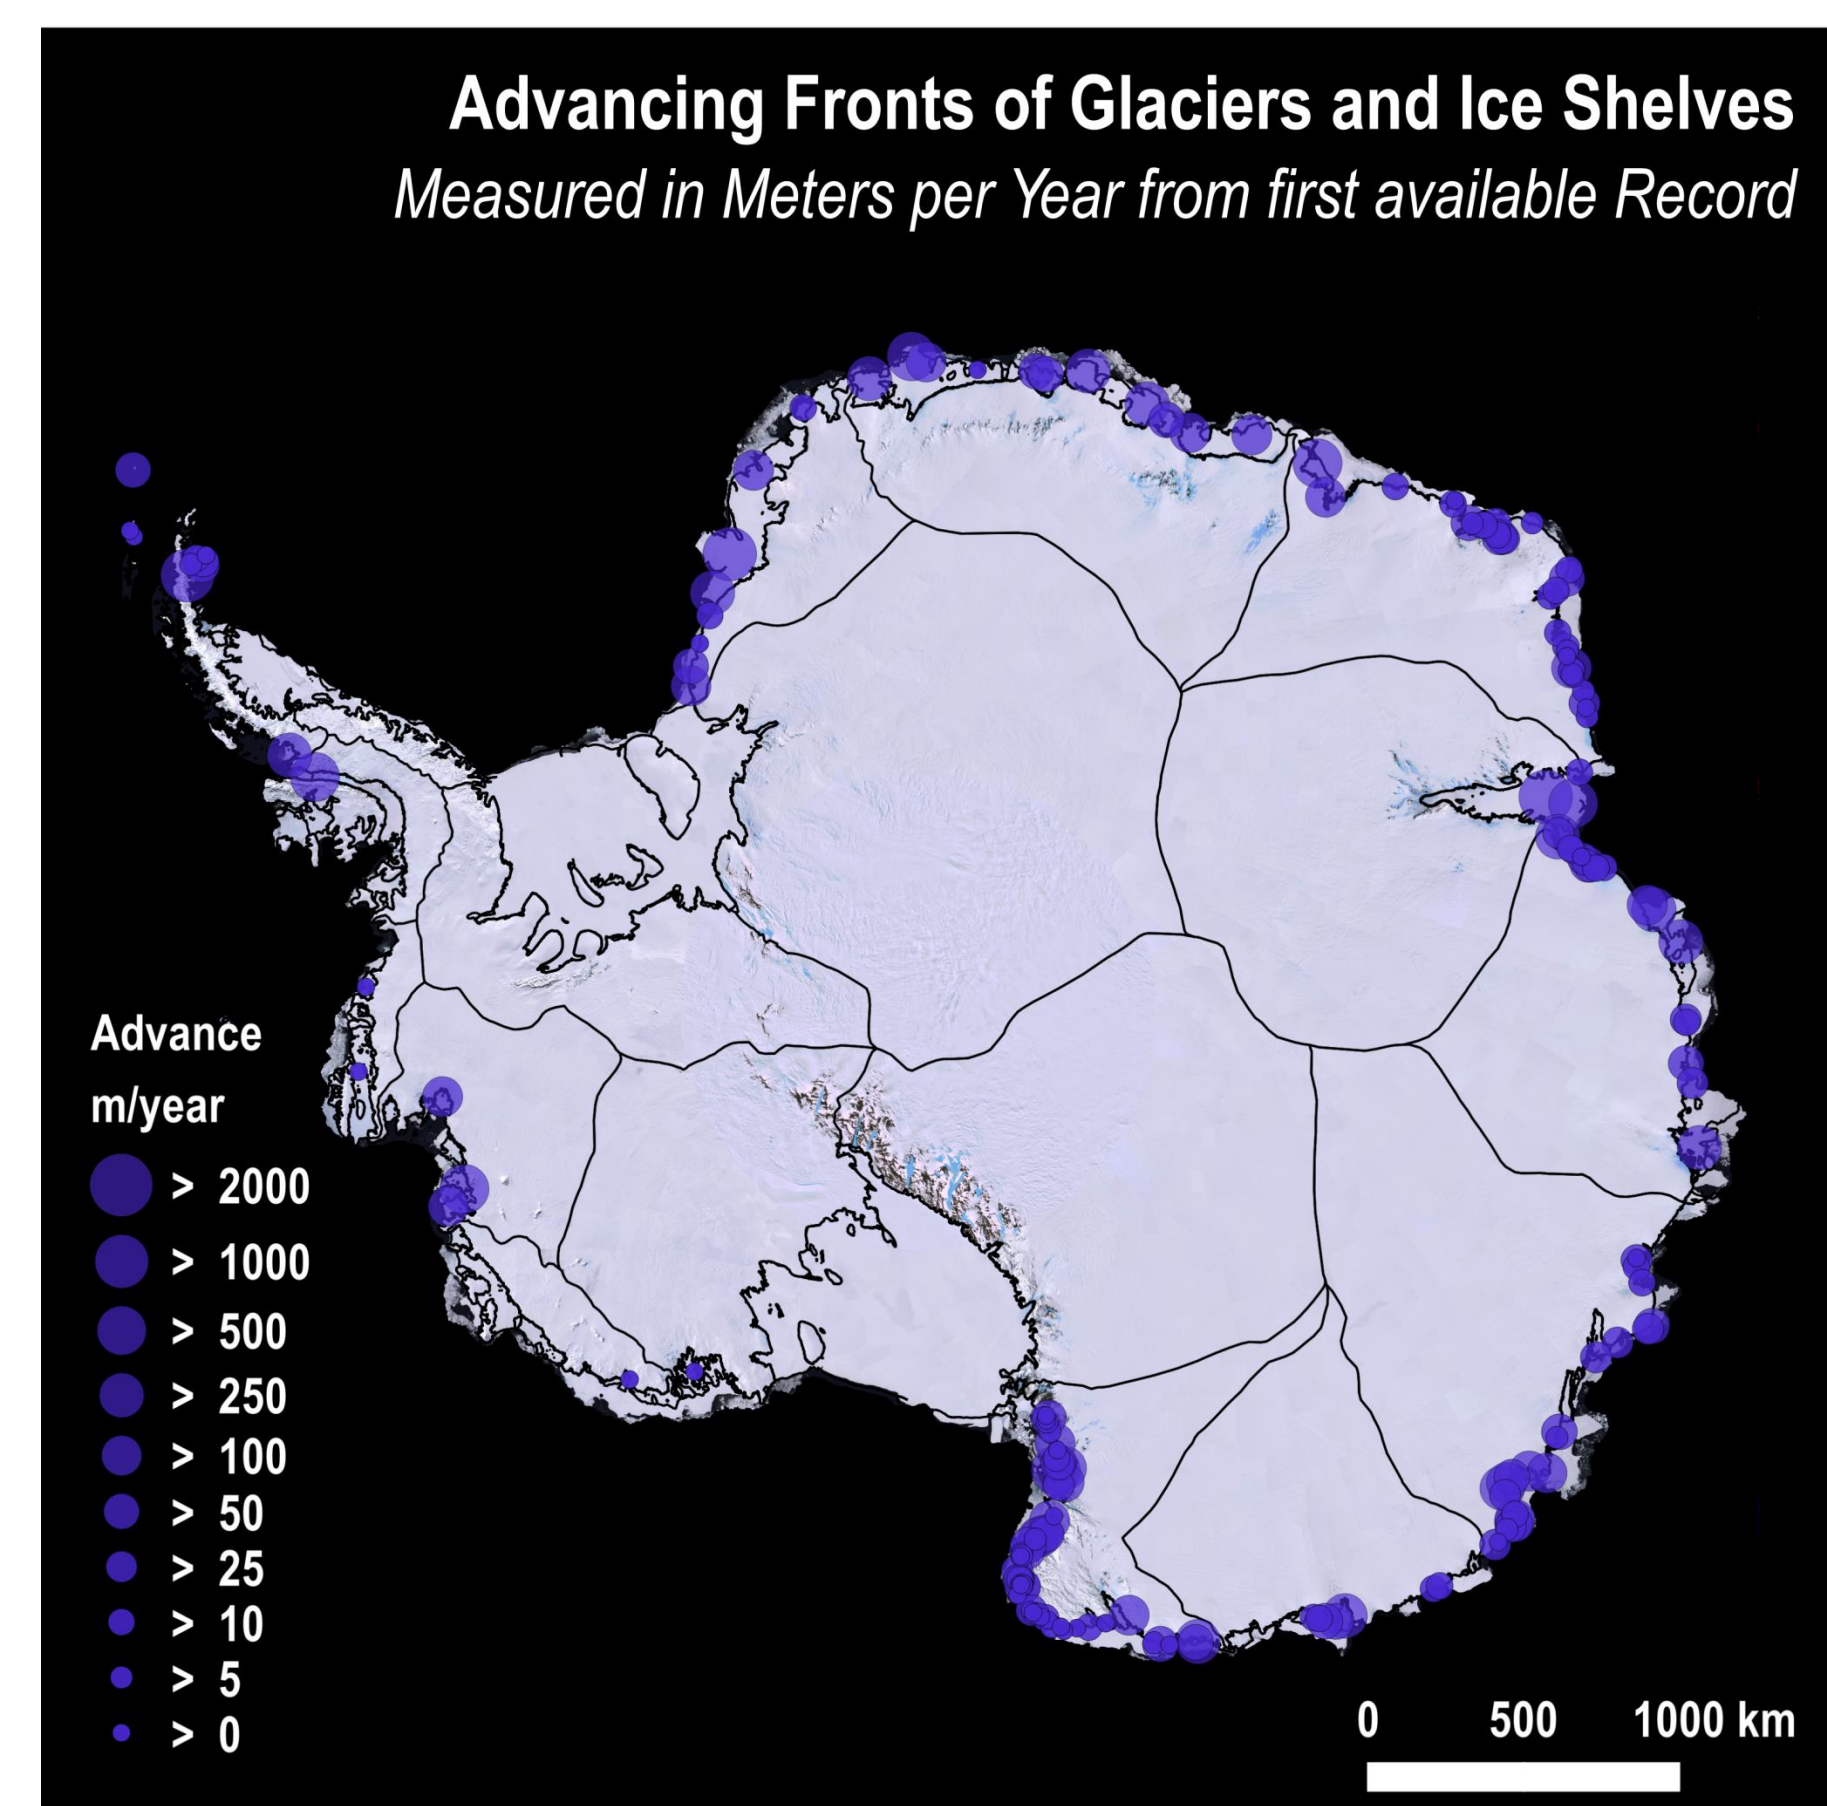 Advancing Fronts of Glaciers and Ice Shelves
Measured in Meters per Year from first available Record
Advance
m/year
> 2000
> 1000
> 500
> 250
> 100
> 50
> 25
> 10
> 5
> 0
0 500 1000 km